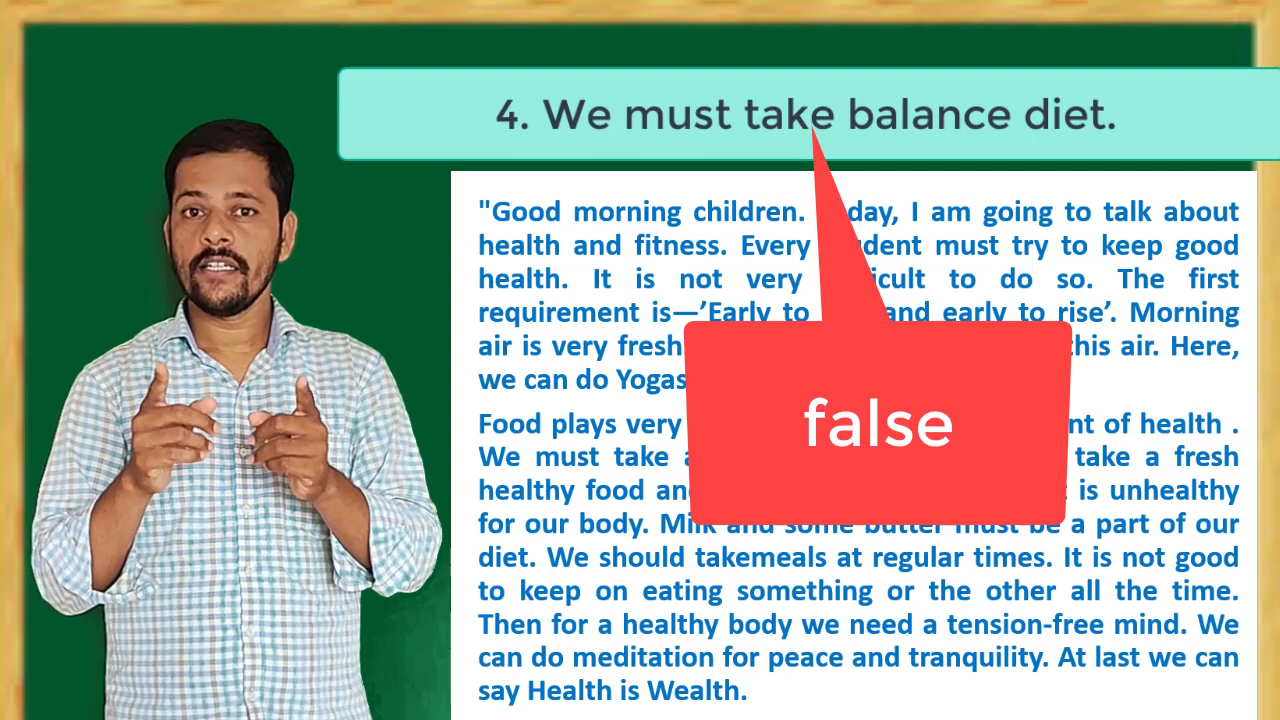 4. We must take balance diet.
"Good morning children. day, I am going to talk about
health and fitness. Every must try to keep good
health. It is not very to do so. The first
requirement is—’Early to and early to rise’. Morning
air is very fresh this air. Here,
we can do Yogas
false
Food plays very of health .
We must take take a fresh
healthy food is unhealthy
for our body. Milk and some butter must be a part of our
diet. We should takemeals at regular times. It is not good
to keep on eating something or the other all the time.
Then for a healthy body we need a tension-free mind. We
can do meditation for peace and tranquility. At last we can
say Health is Wealth.